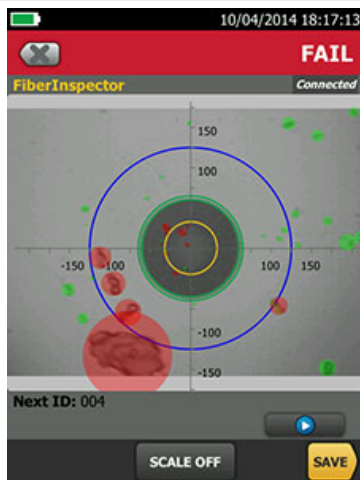 10/04/2014 18:17:13
FAIL
FiberInspector Connected
150
100
-150 -100 100 150
-100
-150
Next ID: 004
SCALE OFF SAVE